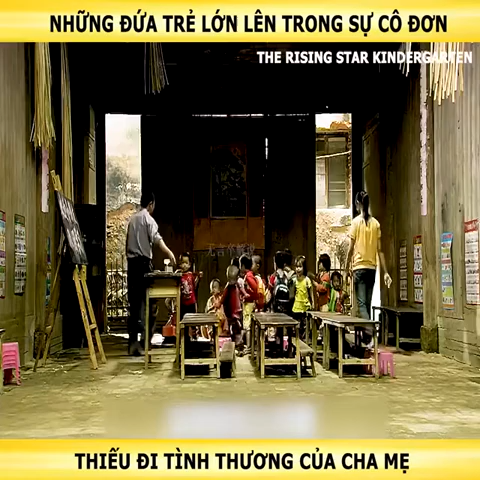 NHỮNG ĐỨA TRẺ LỚN LÊN TRONG SỰ CÔ ĐƠN
THE RISING STAR KINDERGARTEN
THIẾU ĐI TÌNH THƯƠNG CỦA CHA MẸ